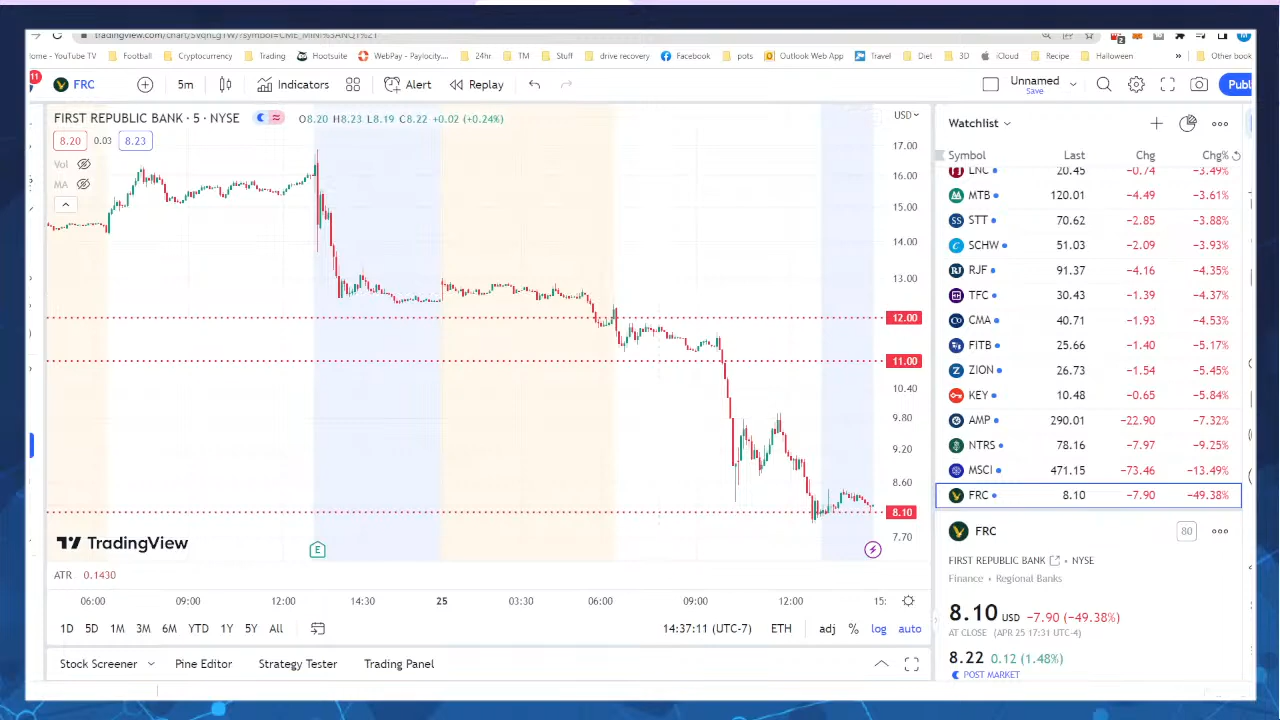 ome - YouTube TV Football Cryptocurrency Trading Hootsuite WebPay - Paylocity.... 24hr TM Stuff drive recovery Facebook pots Outlook Web App Travel Diet 3D iCloud Recipe Halloween » Other book
11 FRC 5m Indicators Alert Replay Unnamed Save Publ
FIRST REPUBLIC BANK · 5 · NYSE O8.20 H8.23 L8.19 C8.22 +0.02 (+0.24%) USD
8.20 0.03 8.23
Vol
MA
17.00
16.00
15.00
14.00
13.00
12.00
11.00
10.40
9.80
9.20
8.60
8.10
7.70
TradingView
E
ATR 0.1430
06:00 09:00 12:00 14:30 25 03:30 06:00 09:00 12:00 15:
1D 5D 1M 3M 6M YTD 1Y 5Y All 14:37:11 (UTC-7) ETH adj % log auto
Stock Screener Pine Editor Strategy Tester Trading Panel
Watchlist
Symbol Last Chg Chg%
LNC 20.45 −0.74 −3.49%
MTB 120.01 −4.49 −3.61%
STT 70.62 −2.85 −3.88%
SCHW 51.03 −2.09 −3.93%
RJF 91.37 −4.16 −4.35%
TFC 30.43 −1.39 −4.37%
CMA 40.71 −1.93 −4.53%
FITB 25.66 −1.40 −5.17%
ZION 26.73 −1.54 −5.45%
KEY 10.48 −0.65 −5.84%
AMP 290.01 −22.90 −7.32%
NTRS 78.16 −7.97 −9.25%
MSCI 471.15 −73.46 −13.49%
FRC 8.10 −7.90 −49.38%
FRC 80
FIRST REPUBLIC BANK • NYSE
Finance • Regional Banks
8.10 USD −7.90 (−49.38%)
AT CLOSE (APR 25 17:31 UTC-4)
8.22 0.12 (1.48%)
POST MARKET